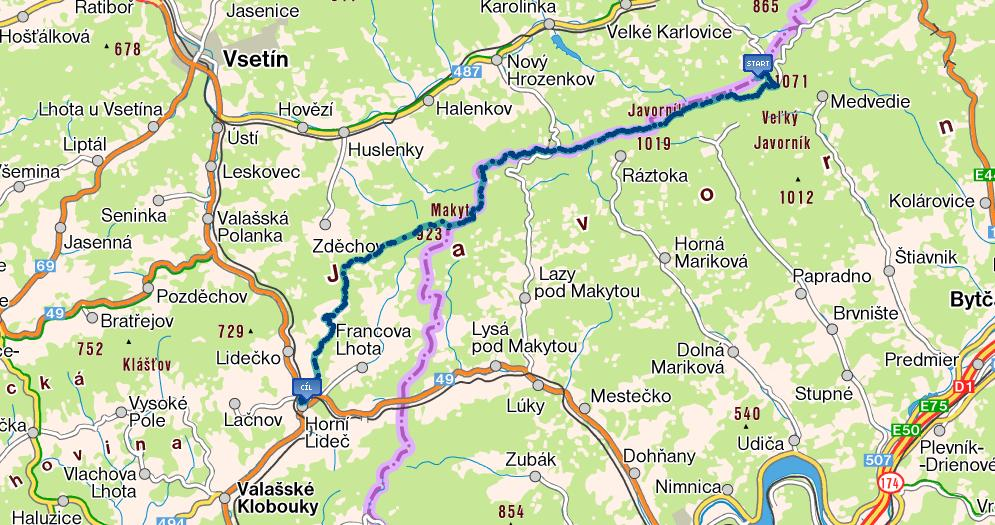 Ratiboř
Jasenice
Karolinka
865
Hošťálková
678
Vsetín
Velké Karlovice
487
Nový
Hrozenkov
START
1071
Lhota u Vsetína
Hovězí
Halenkov
Javorník
Medvedie
Ústí
1019
Veľký
Javorník
Liptál
Huslenky
Leskovec
Ráztoka
E4
Seninka
Makyt
1012
Kolárovice
Valašská
Polanka
923
Jasenná
Zděchov
J a v o r n
Horná
Mariková
Štiavnik
69
Lazy
pod Makytou
Papradno
Pozděchov
Bytč
49
Bratřejov
729
Francova
Lhota
Lysá
pod Makytou
Brvnište
752
Klášťov
Lidečko
Dolná
Mariková
Predmier
c k á
CÍL
49
D1
Vysoké
Pole
Lačnov
Lúky
Mestečko
Stupné
E75
Horní
Lideč
540
E50
h o v i n a
Udiča
Plevník-
-Drienové
Vlachova
Lhota
Zubák
Dohňany
507
Valašské
Klobouky
Nimnica
174
Haluzice
494
854